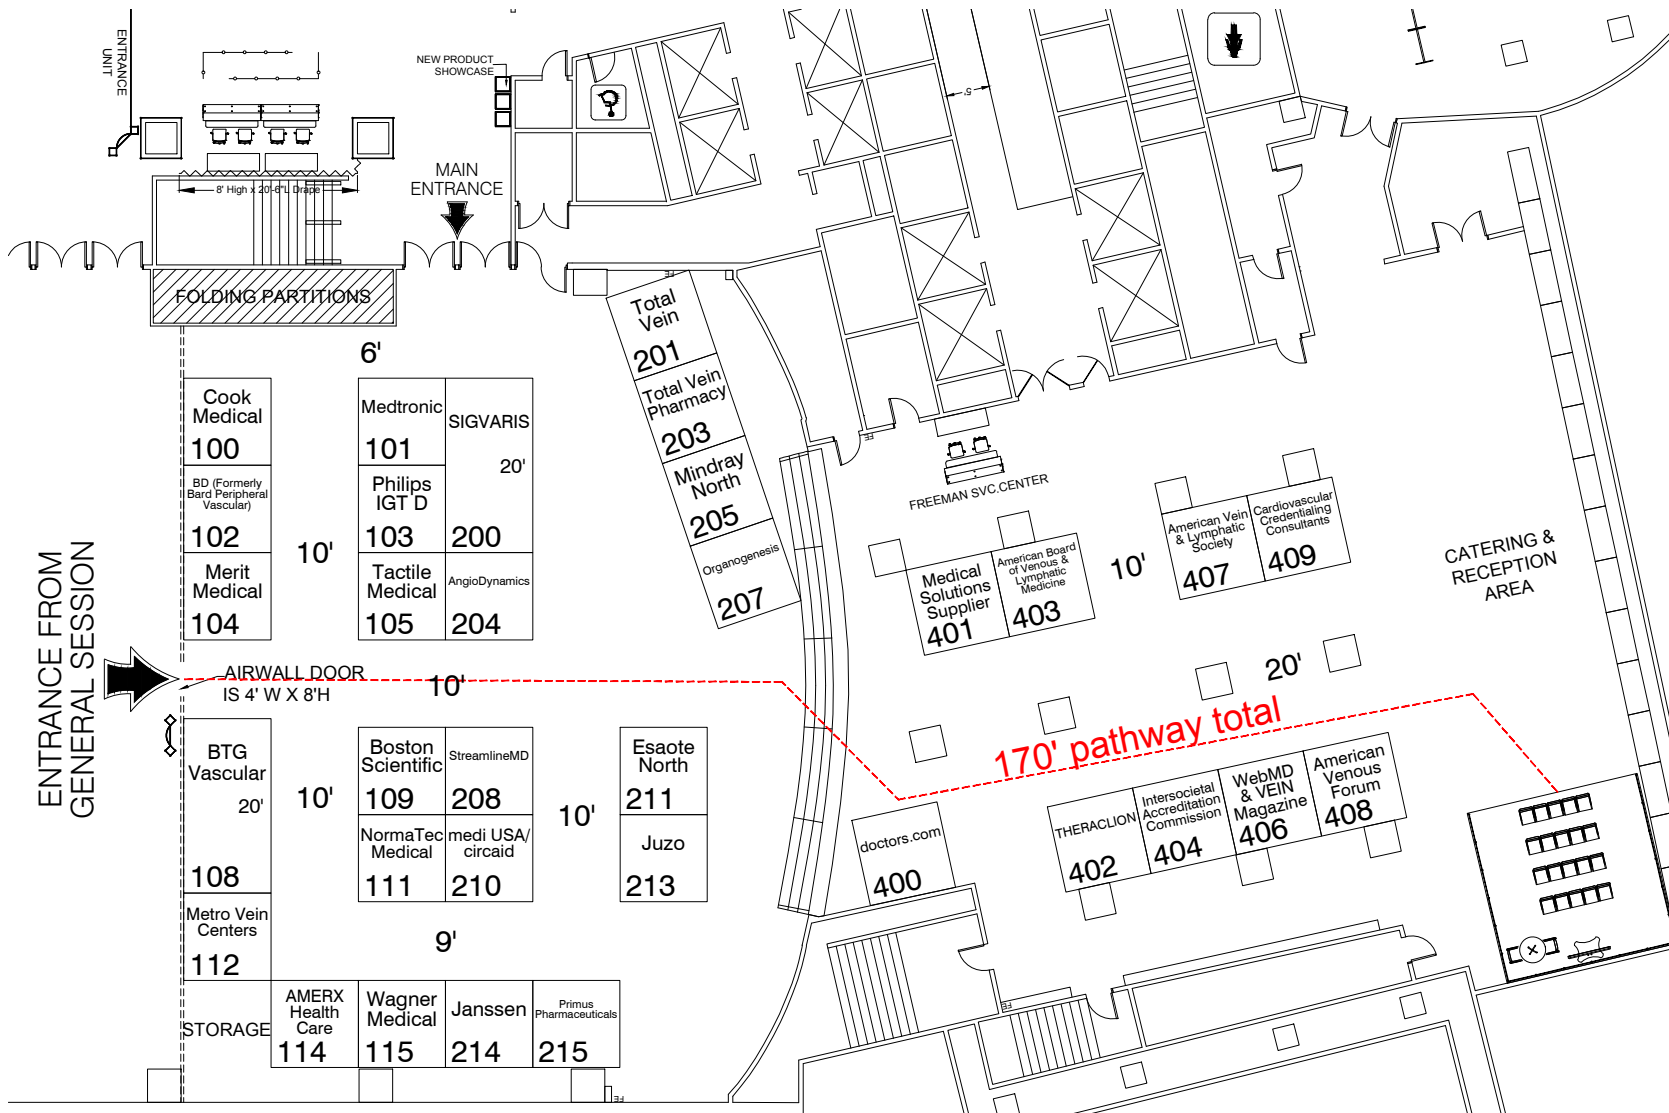 ENTRANCE
UNIT
NEW PRODUCT
SHOWCASE
5'
8' High x 20'-6"L Drape
MAIN
ENTRANCE
FOLDING PARTITIONS
FE
6'
Total
Vein
201
Total Vein
Pharmacy
203
Mindray
North
205
Organogenesis
207
Cook
Medical
100
BD (Formerly
Bard Peripheral
Vascular)
102
Merit
Medical
104
10'
Medtronic
101
SIGVARIS
20'
200
Philips
IGT D
103
Tactile
Medical
105
AngioDynamics
204
FE
FREEMAN SVC.CENTER
Medical
Solutions
Supplier
401
American Board
of Venous &
Lymphatic
Medicine
403
10'
American Vein
& Lymphatic
Society
407
Cardiovascular
Credentialing
Consultants
409
CATERING &
RECEPTION
AREA
ENTRANCE FROM
GENERAL SESSION
AIRWALL DOOR
IS 4' W X 8'H
10'
20'
170' pathway total
BTG
Vascular
20'
108
10'
Boston
Scientific
109
StreamlineMD
208
NormaTec
Medical
111
medi USA/
circaid
210
10'
Esaote
North
211
Juzo
213
doctors.com
400
THERACLION
402
Intersocietal
Accreditation
Commission
404
WebMD
& VEIN
Magazine
406
American
Venous
Forum
408
Metro Vein
Centers
112
9'
STORAGE
AMERX
Health
Care
114
Wagner
Medical
115
Janssen
214
Primus
Pharmaceuticals
215
FE
FE